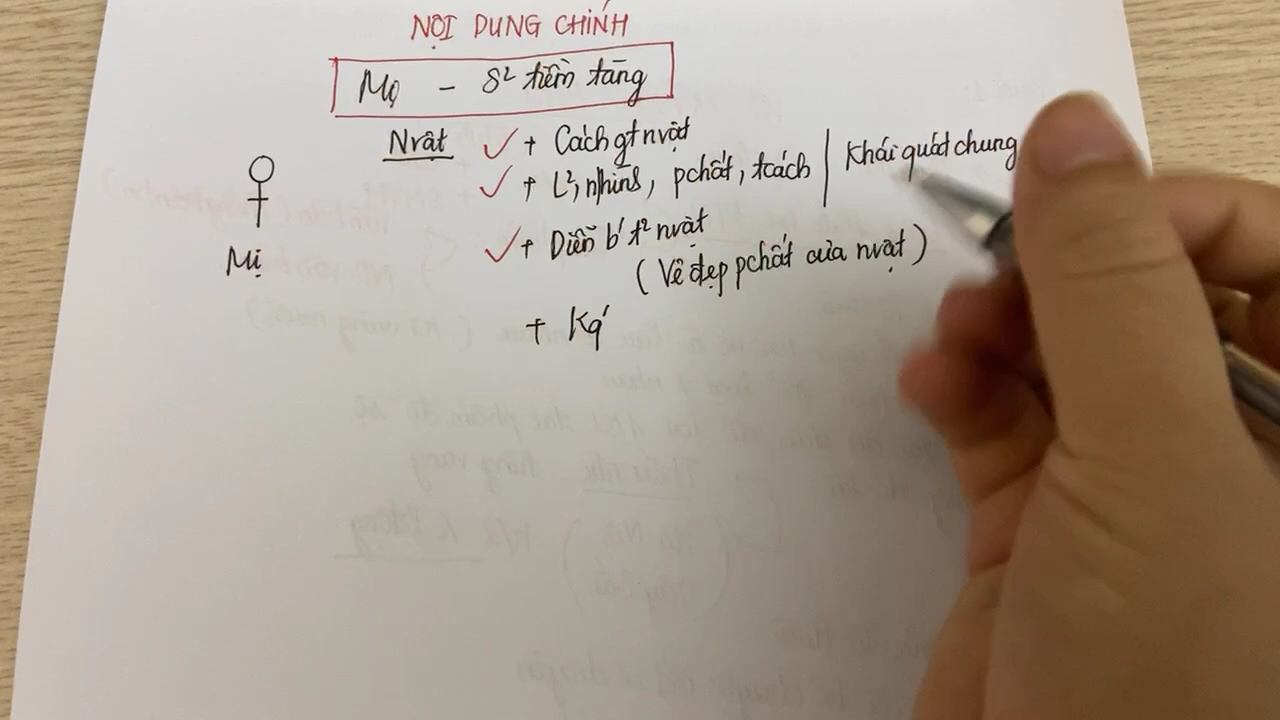 NỘI DUNG CHÍNH
Mị - S² tiềm tàng
Nvật + Cách gt nvật
+ L², nhìn, pchất, tcách | Khái quát chung
+ Diễn b' t² nvật
(Vẻ đẹp pchất của nvật)
+ Kq'
Mị